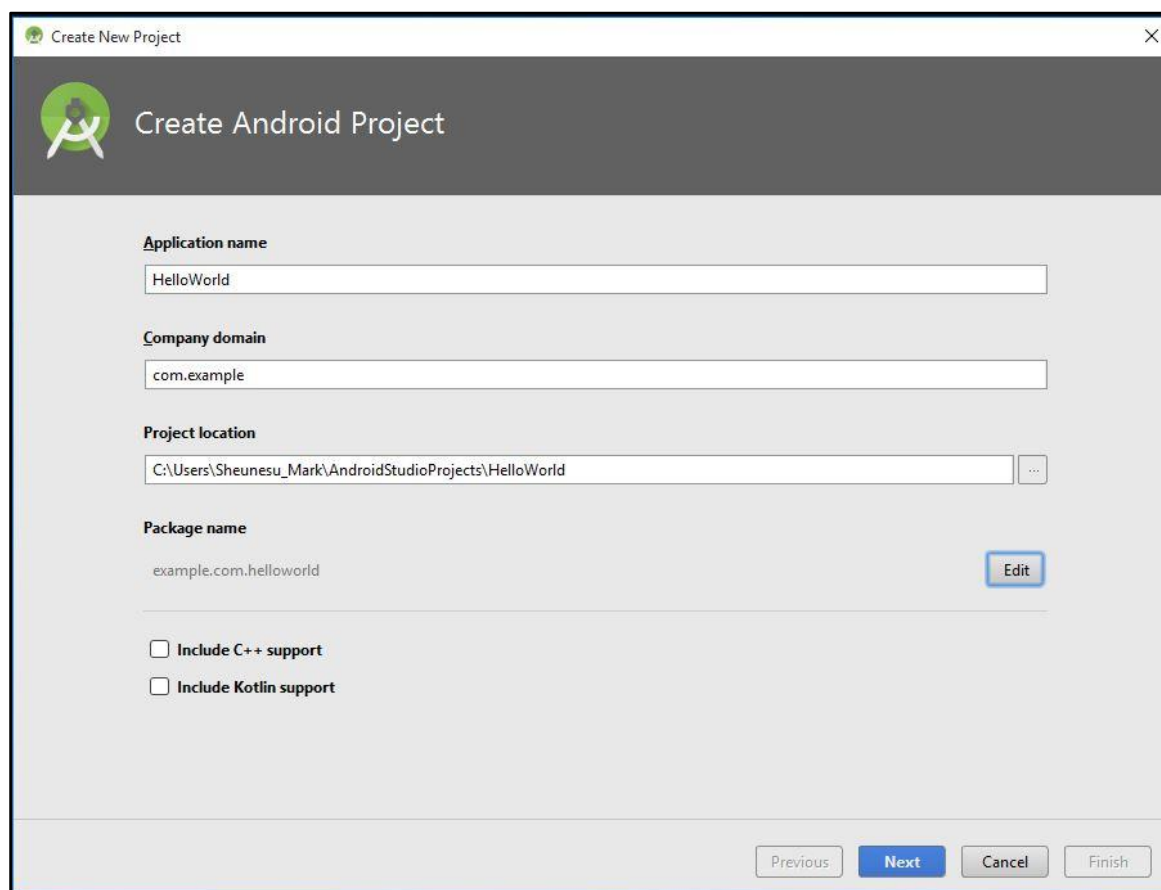 Create New Project
Create Android Project
Application name
HelloWorld
Company domain
com.example
Project location
C:\Users\Sheunesu_Mark\AndroidStudioProjects\HelloWorld
...
Package name
example.com.helloworld
Edit
Include C++ support
Include Kotlin support
Previous
Next
Cancel
Finish